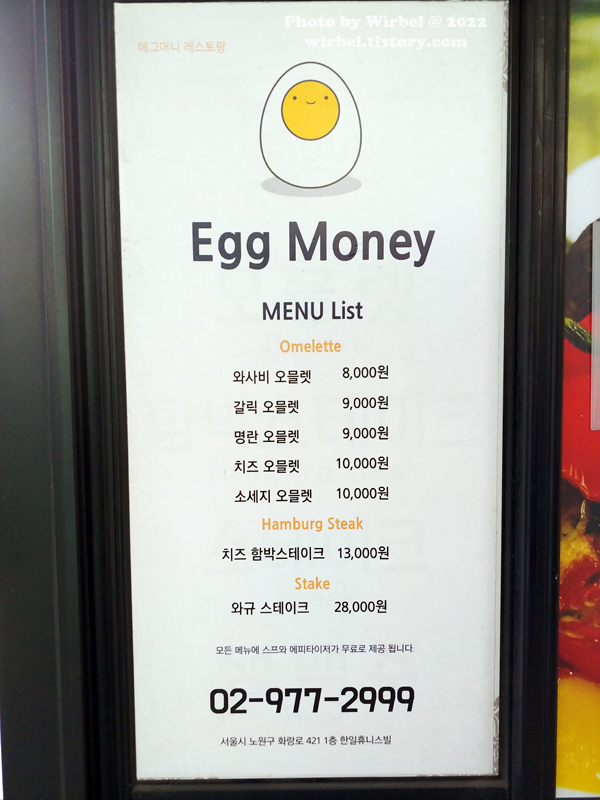 Photo by Wirbel @ 2022
wirbel.tistory.com
에그머니 레스토랑
Egg Money
MENU List
Omelette
와사비 오믈렛 8,000원
갈릭 오믈렛 9,000원
명란 오믈렛 9,000원
치즈 오믈렛 10,000원
소세지 오믈렛 10,000원
Hamburg Steak
치즈 함박스테이크 13,000원
Stake
와규 스테이크 28,000원
모든 메뉴에 스프와 에피타이저가 무료로 제공 됩니다.
02-977-2999
서울시 노원구 화랑로 421 1층 한일휴니스빌